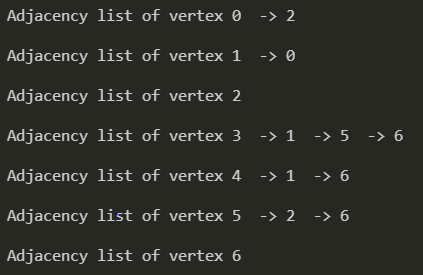 Adjacency list of vertex 0 -> 2
Adjacency list of vertex 1 -> 0
Adjacency list of vertex 2
Adjacency list of vertex 3 -> 1 -> 5 -> 6
Adjacency list of vertex 4 -> 1 -> 6
Adjacency list of vertex 5 -> 2 -> 6
Adjacency list of vertex 6